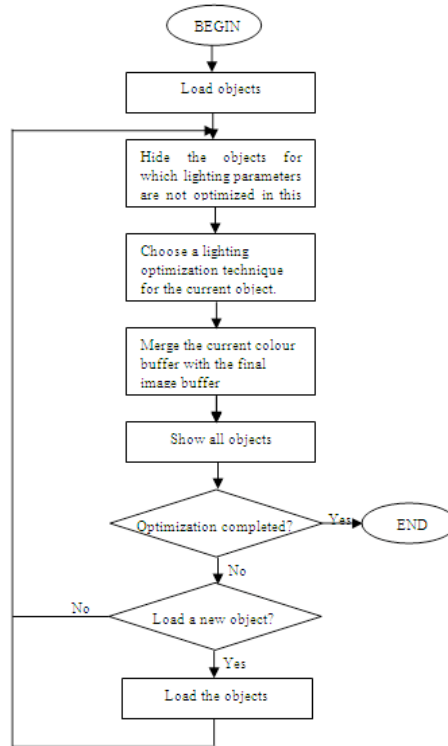 BEGIN
Load objects
Hide the objects for
which lighting parameters
are not optimized in this
Choose a lighting
optimization technique
for the current object.
Merge the current colour
buffer with the final
image buffer
Show all objects
Optimization completed?
Yes
END
No
Load a new object?
No
Yes
Load the objects